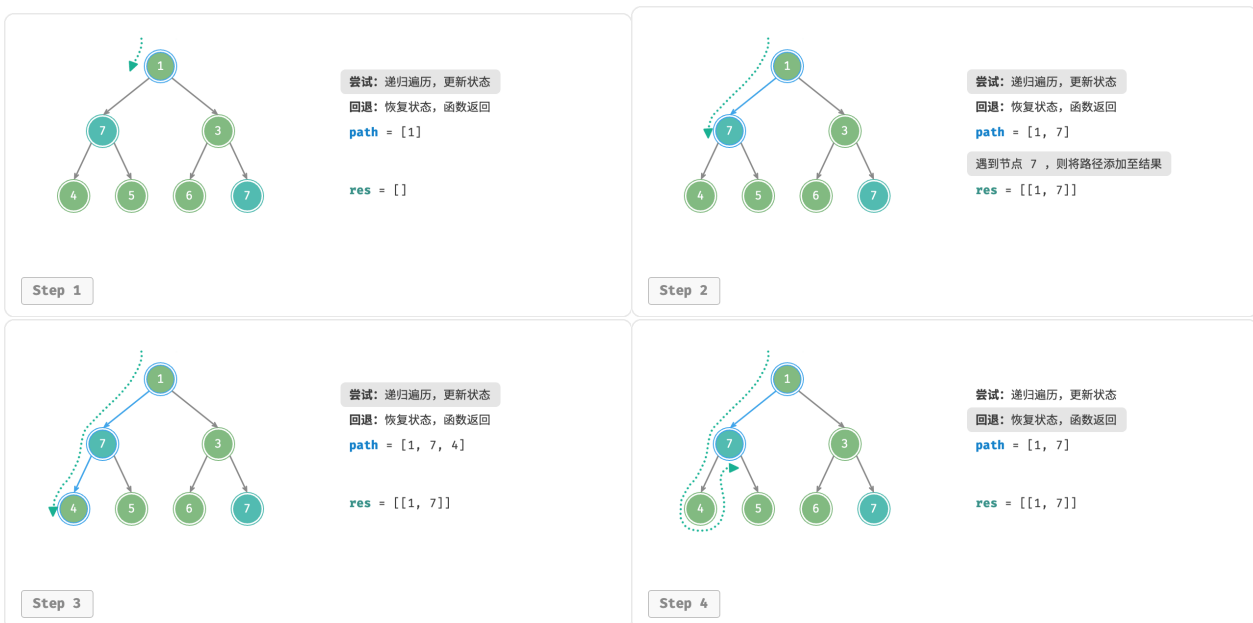 1
尝试：递归遍历，更新状态
回退：恢复状态，函数返回
7
3
path = [1]
4
5
6
7
res = []
Step 1
1
尝试：递归遍历，更新状态
回退：恢复状态，函数返回
7
3
path = [1, 7]
遇到节点 7 ，则将路径添加至结果
4
5
6
7
res = [[1, 7]]
Step 2
1
尝试：递归遍历，更新状态
回退：恢复状态，函数返回
7
3
path = [1, 7, 4]
4
5
6
7
res = [[1, 7]]
Step 3
1
尝试：递归遍历，更新状态
回退：恢复状态，函数返回
7
3
path = [1, 7]
4
5
6
7
res = [[1, 7]]
Step 4